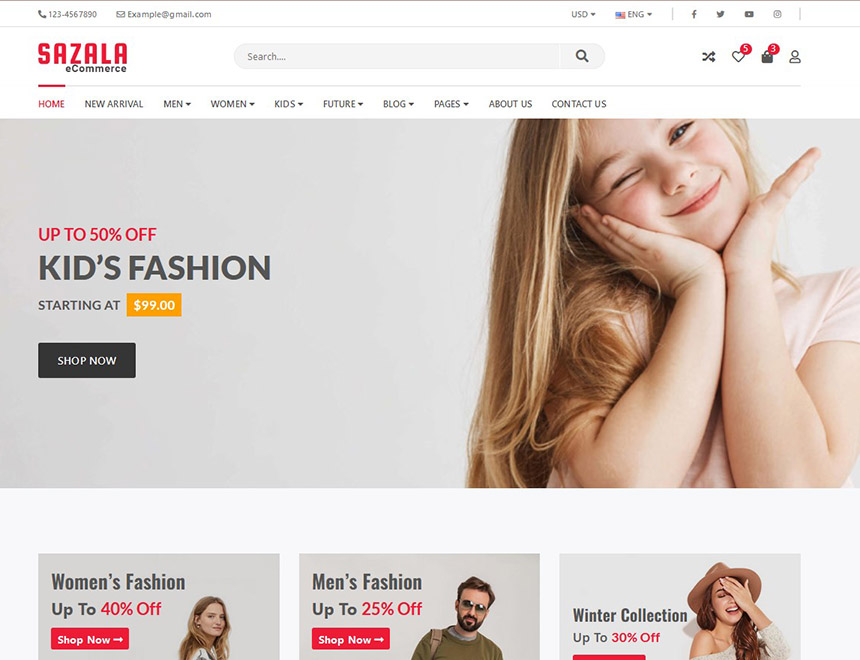 123-4567890 Example@gmail.com USD ENG
SAZALA
eCommerce
Search....
5 3
HOME NEW ARRIVAL MEN WOMEN KIDS FUTURE BLOG PAGES ABOUT US CONTACT US
UP TO 50% OFF
KID'S FASHION
STARTING AT $99.00
SHOP NOW
Women's Fashion
Up To 40% Off
Shop Now
Men's Fashion
Up To 25% Off
Shop Now
Winter Collection
Up To 30% Off